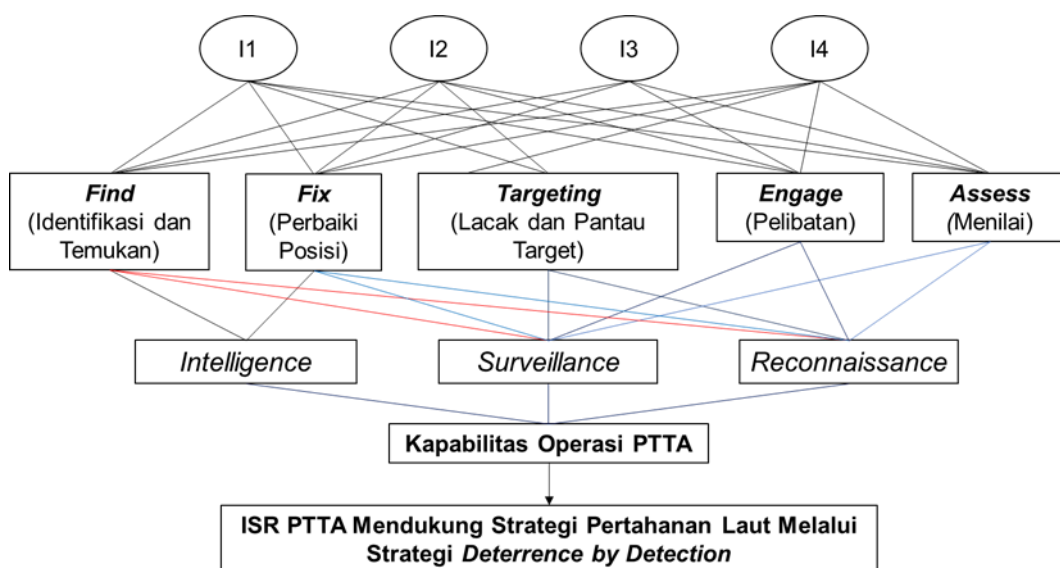 I1
I2
I3
I4
Find
(Identifikasi dan
Temukan)
Fix
(Perbaiki
Posisi)
Targeting
(Lacak dan Pantau
Target)
Engage
(Pelibatan)
Assess
(Menilai)
Intelligence
Surveillance
Reconnaissance
Kapabilitas Operasi PTTA
ISR PTTA Mendukung Strategi Pertahanan Laut Melalui
Strategi Deterrence by Detection